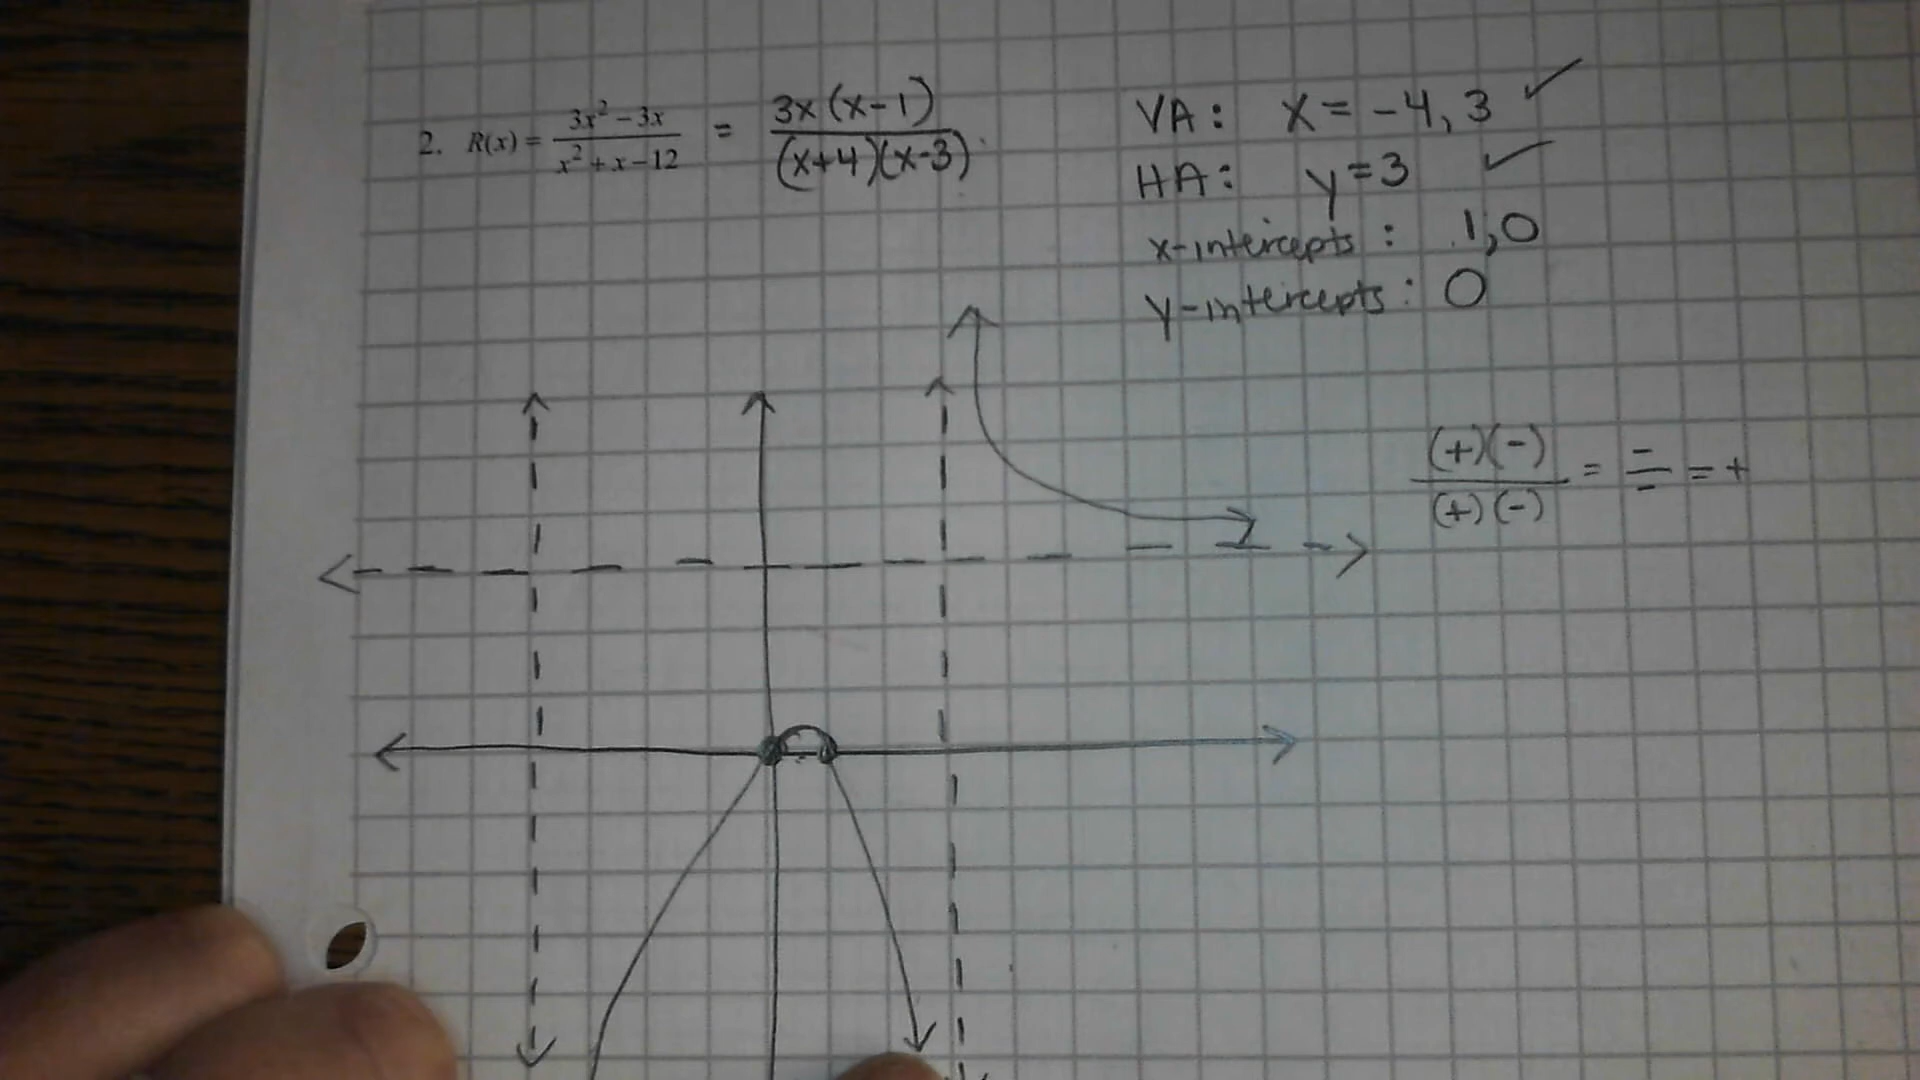 2. R(x) = (3x² − 3x)/(x² + x − 12) = (3x(x-1))/((x+4)(x-3))
VA: x = -4, 3 ✓
HA: y = 3 ✓
x-intercepts: 1, 0
y-intercepts: 0
((+)(-))/((+)(-)) = -/- = +